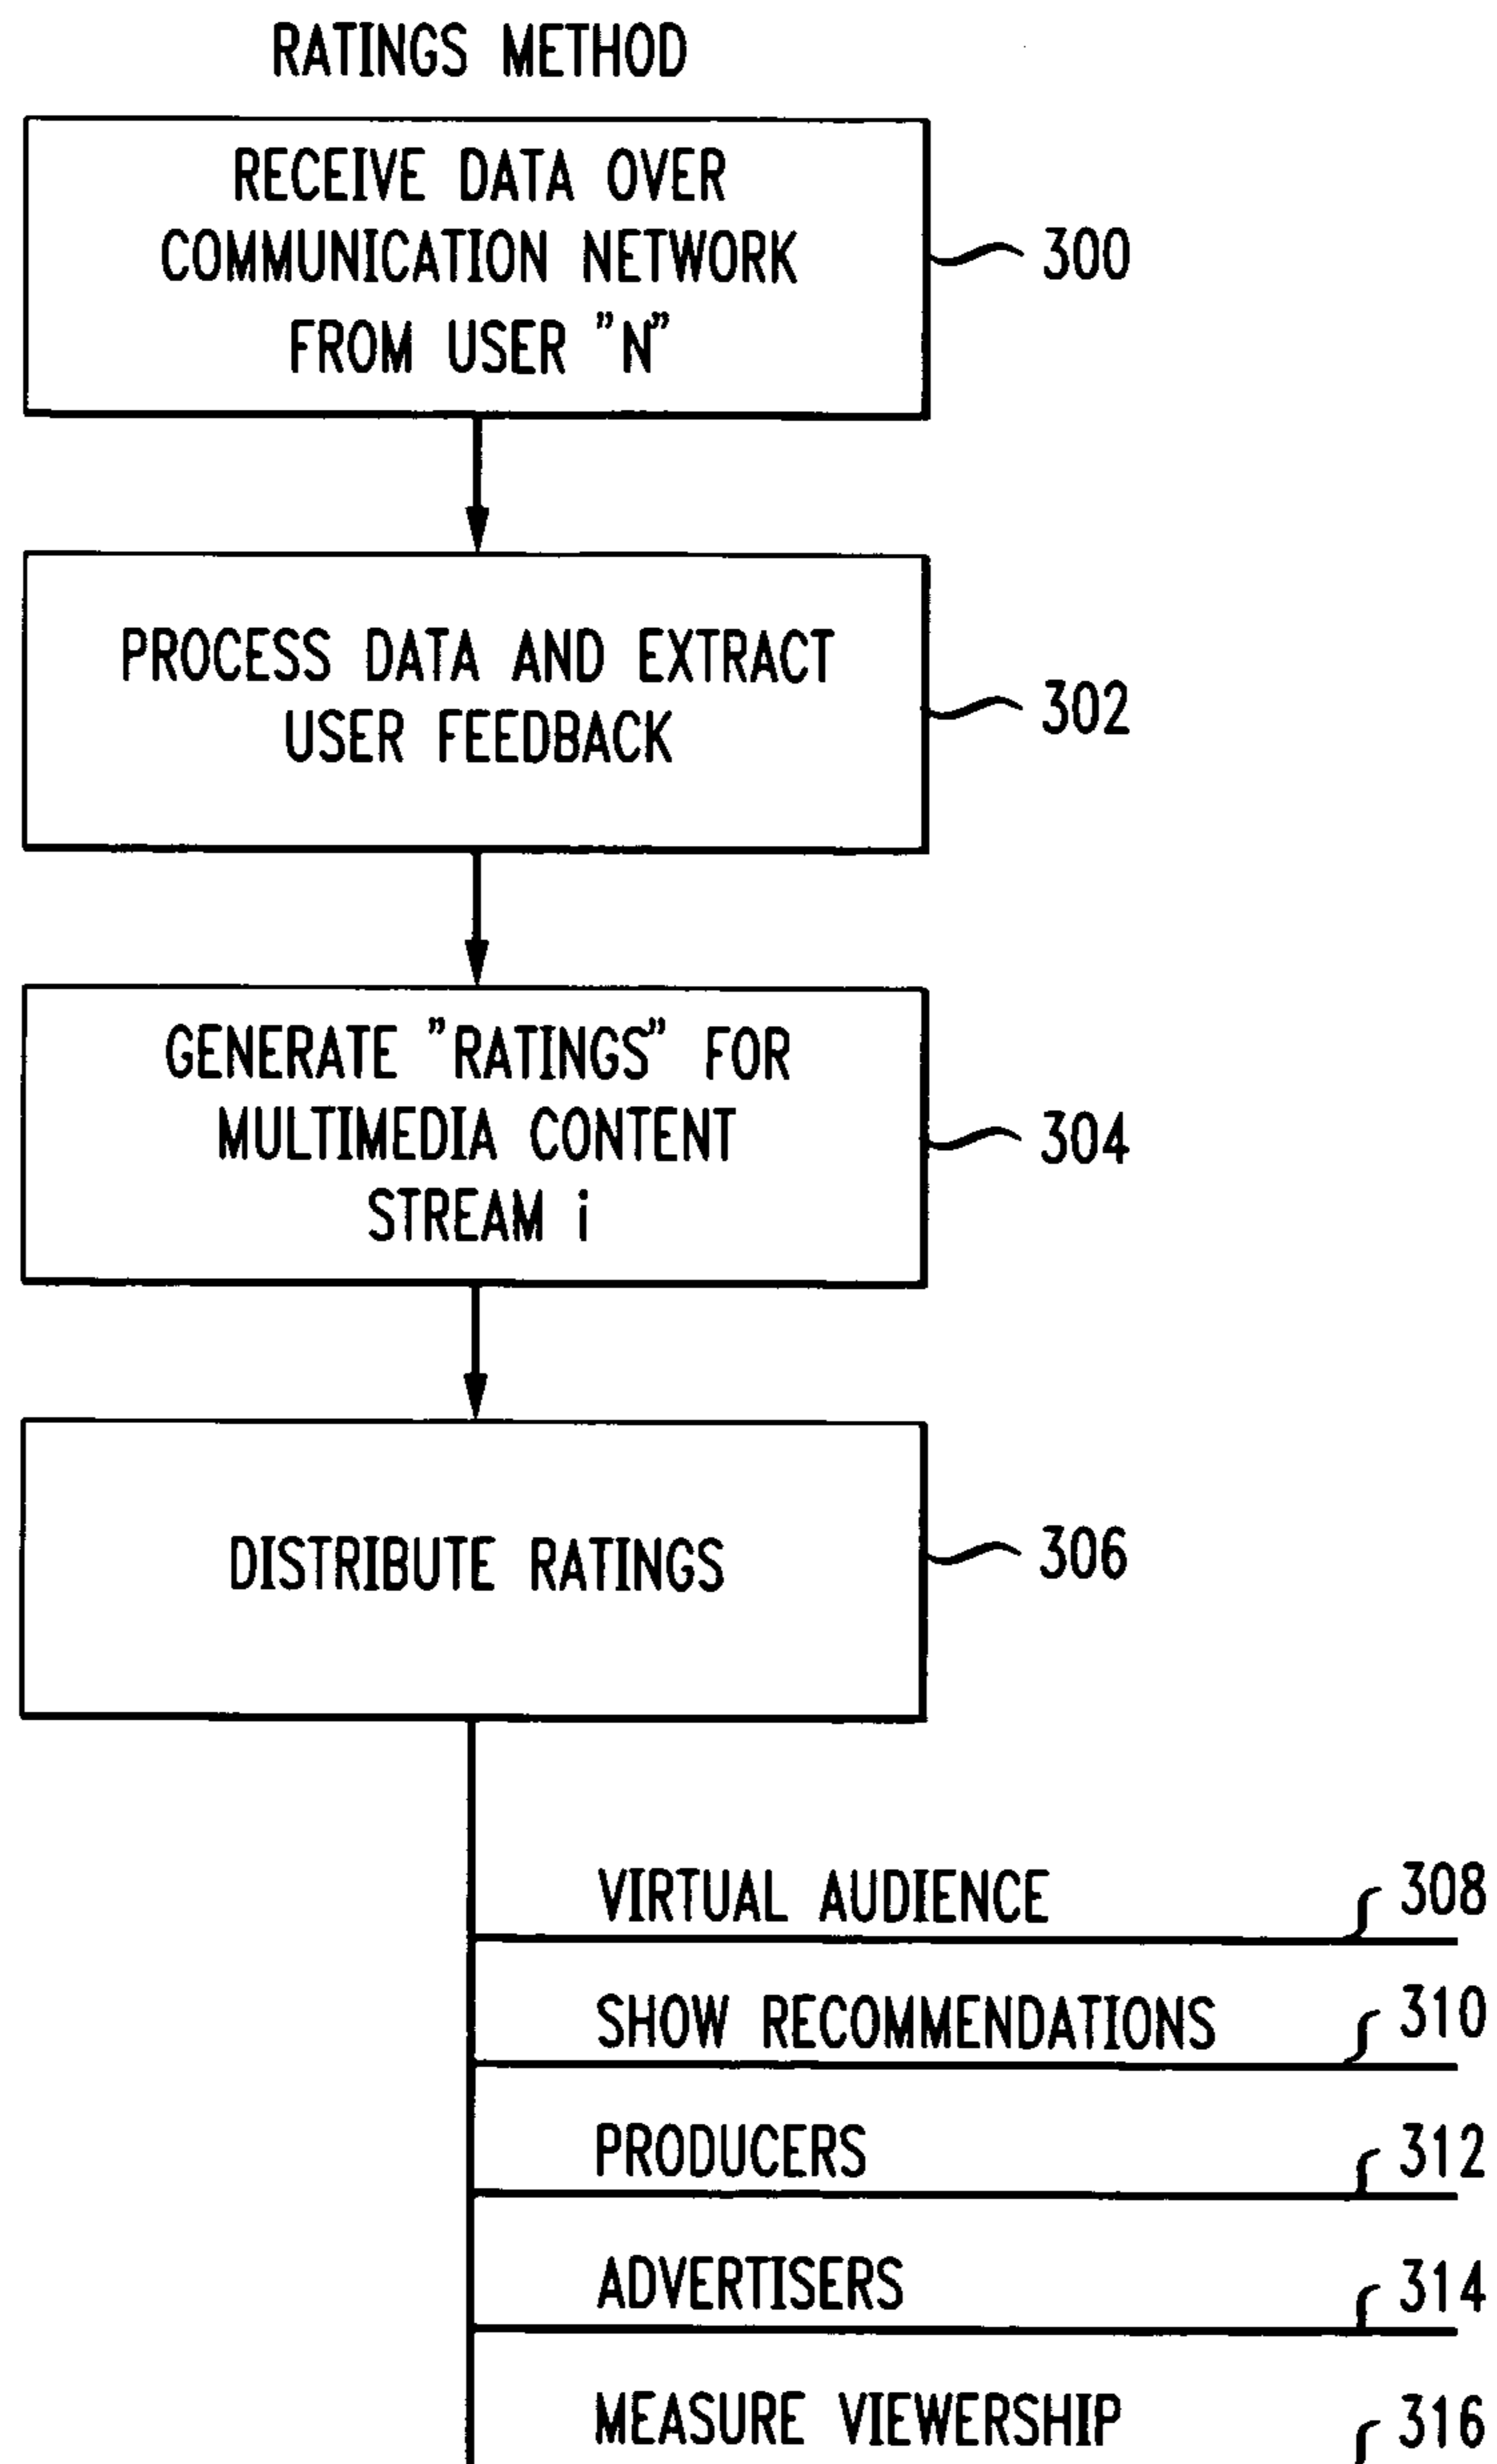 RATINGS METHOD
RECEIVE DATA OVER
COMMUNICATION NETWORK
FROM USER "N"
300
PROCESS DATA AND EXTRACT
USER FEEDBACK
302
GENERATE "RATINGS" FOR
MULTIMEDIA CONTENT
STREAM i
304
DISTRIBUTE RATINGS
306
VIRTUAL AUDIENCE
308
SHOW RECOMMENDATIONS
310
PRODUCERS
312
ADVERTISERS
314
MEASURE VIEWERSHIP
316